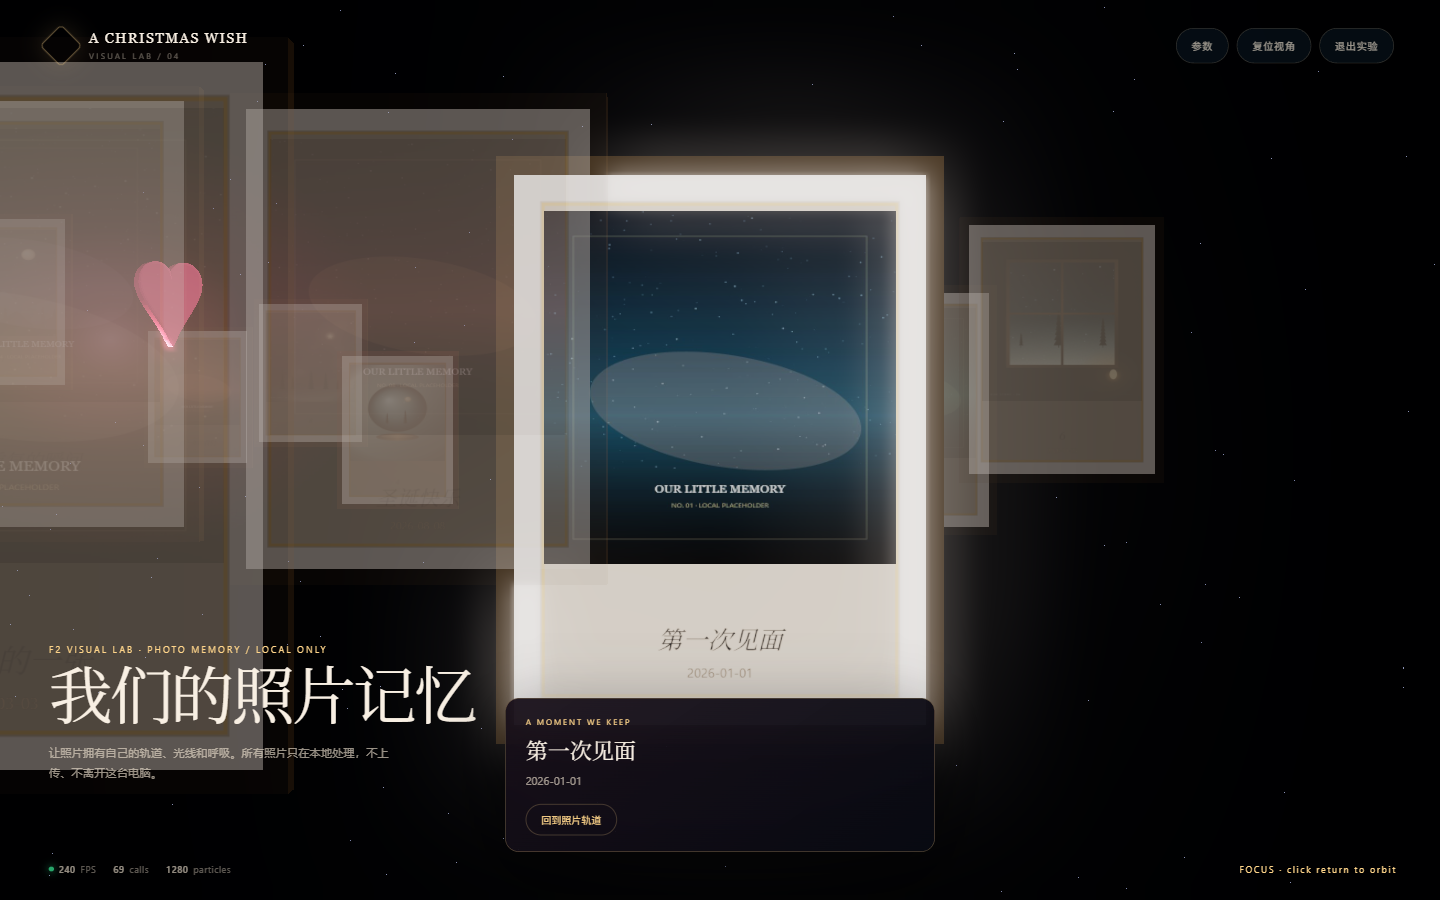 A CHRISTMAS WISH
VISUAL LAB / 04
参数
复位视角
退出实验
OUR LITTLE MEMORY
E MEMORY
OUR LITTLE MEMORY
NO. 01 · LOCAL PLACEHOLDER
第一次见面
2026-01-01
F2 VISUAL LAB · PHOTO MEMORY / LOCAL ONLY
我们的照片记忆
让照片拥有自己的轨道、光线和呼吸。所有照片只在本地处理，不上
传、不离开这台电脑。
A MOMENT WE KEEP
第一次见面
2026-01-01
回到照片轨道
240 FPS 69 calls 1280 particles
FOCUS · click return to orbit